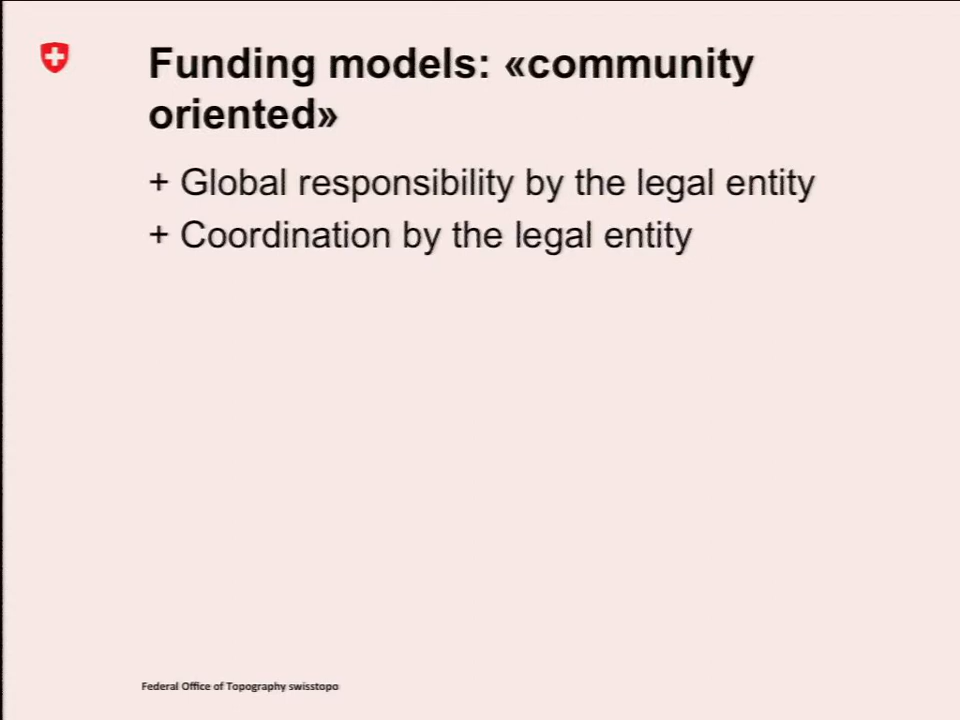 Funding models: «community
oriented»
+ Global responsibility by the legal entity
+ Coordination by the legal entity
Federal Office of Topography swisstopo